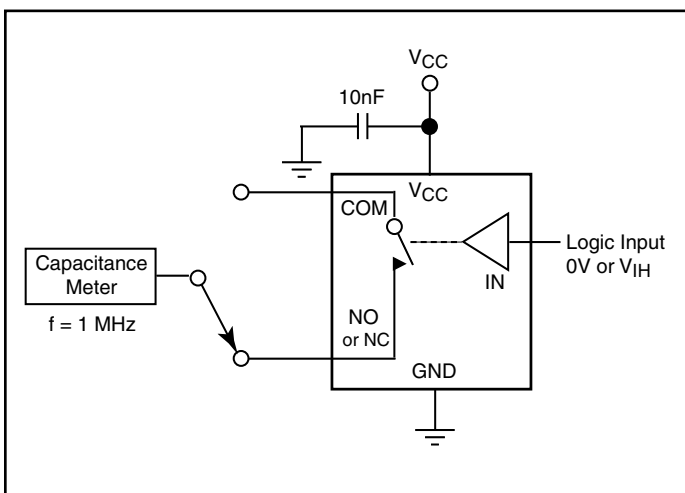 VCC
10nF
VCC
COM
Logic Input
0V or VIH
IN
Capacitance
Meter
f = 1 MHz
NO
or NC
GND